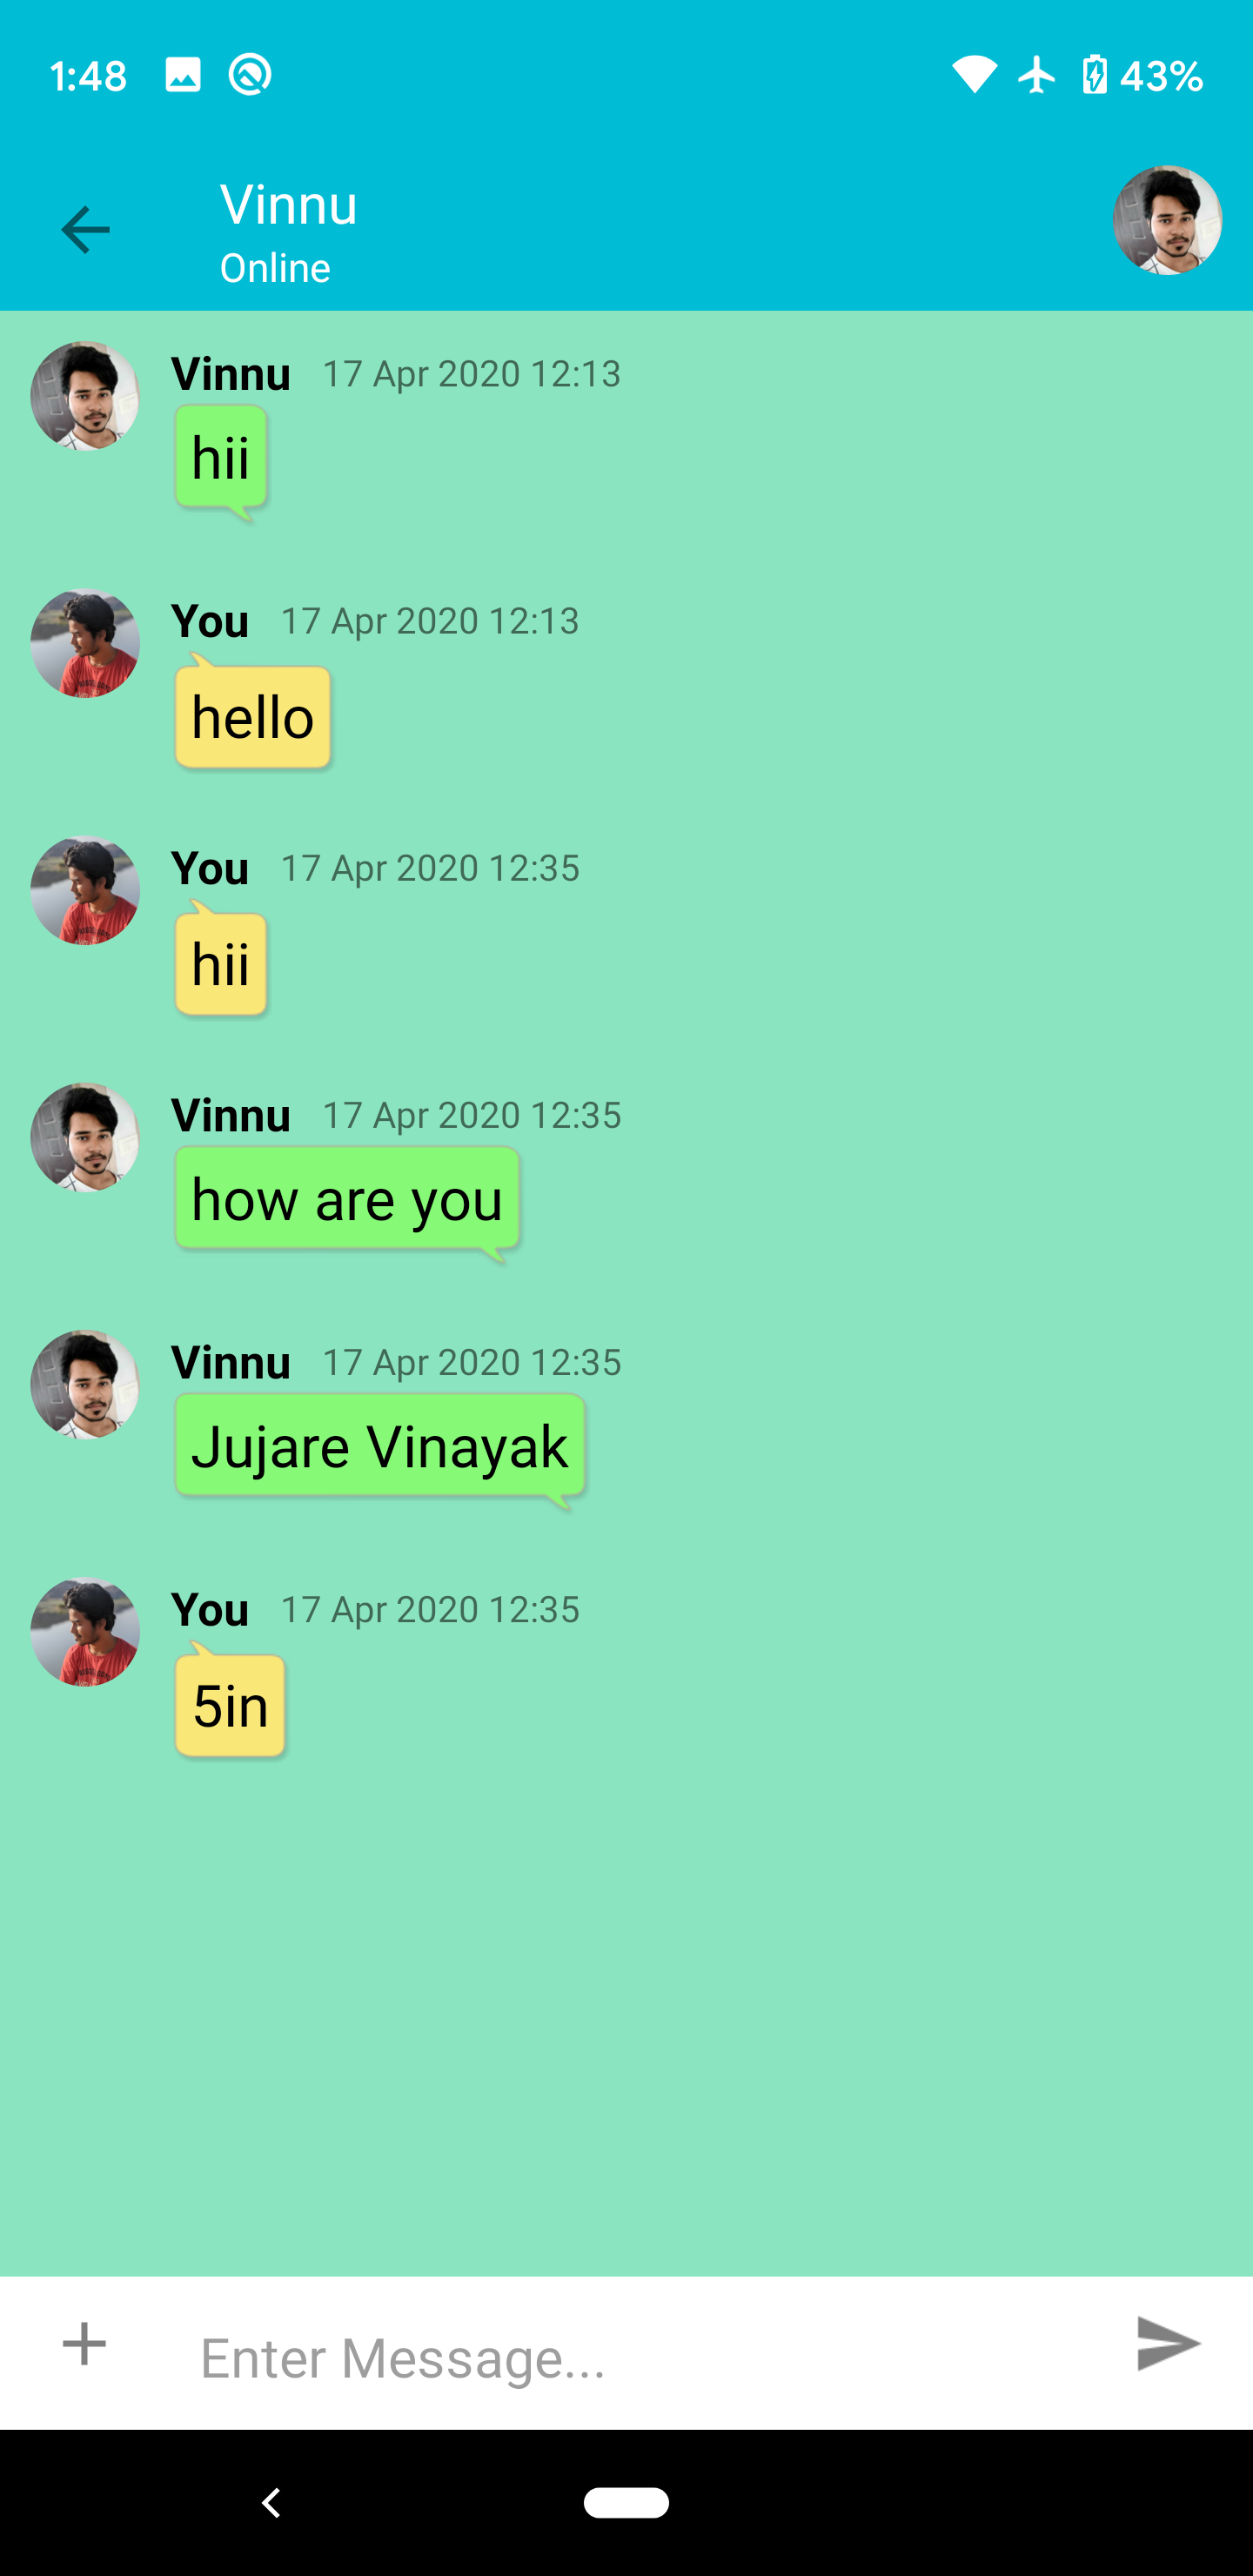 1:48 43%
Vinnu
Online
Vinnu 17 Apr 2020 12:13
hii
You 17 Apr 2020 12:13
hello
You 17 Apr 2020 12:35
hii
Vinnu 17 Apr 2020 12:35
how are you
Vinnu 17 Apr 2020 12:35
Jujare Vinayak
You 17 Apr 2020 12:35
5in
Enter Message...